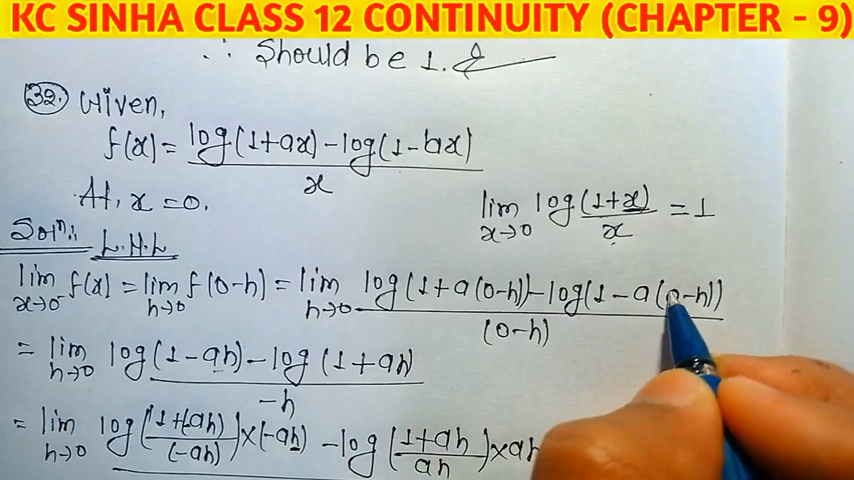 KC SINHA CLASS 12 CONTINUITY (CHAPTER - 9)
∴ Should be 1.
32. Given,
f(x) = log(1+ax) - log(1-bx) / x
At, x = 0.
lim x→0 log(1+x) / x = 1
Soln: L.H.L
lim x→0⁻ f(x) = lim h→0 f(0-h) = lim h→0 log(1+a(0-h)) - log(1-a(0-h)) / (0-h)
= lim h→0 log(1-ah) - log(1+ah) / -h
= lim h→0 log(1+(-ah) / (-ah)) × (-ah) - log(1+ah / ah) × ah